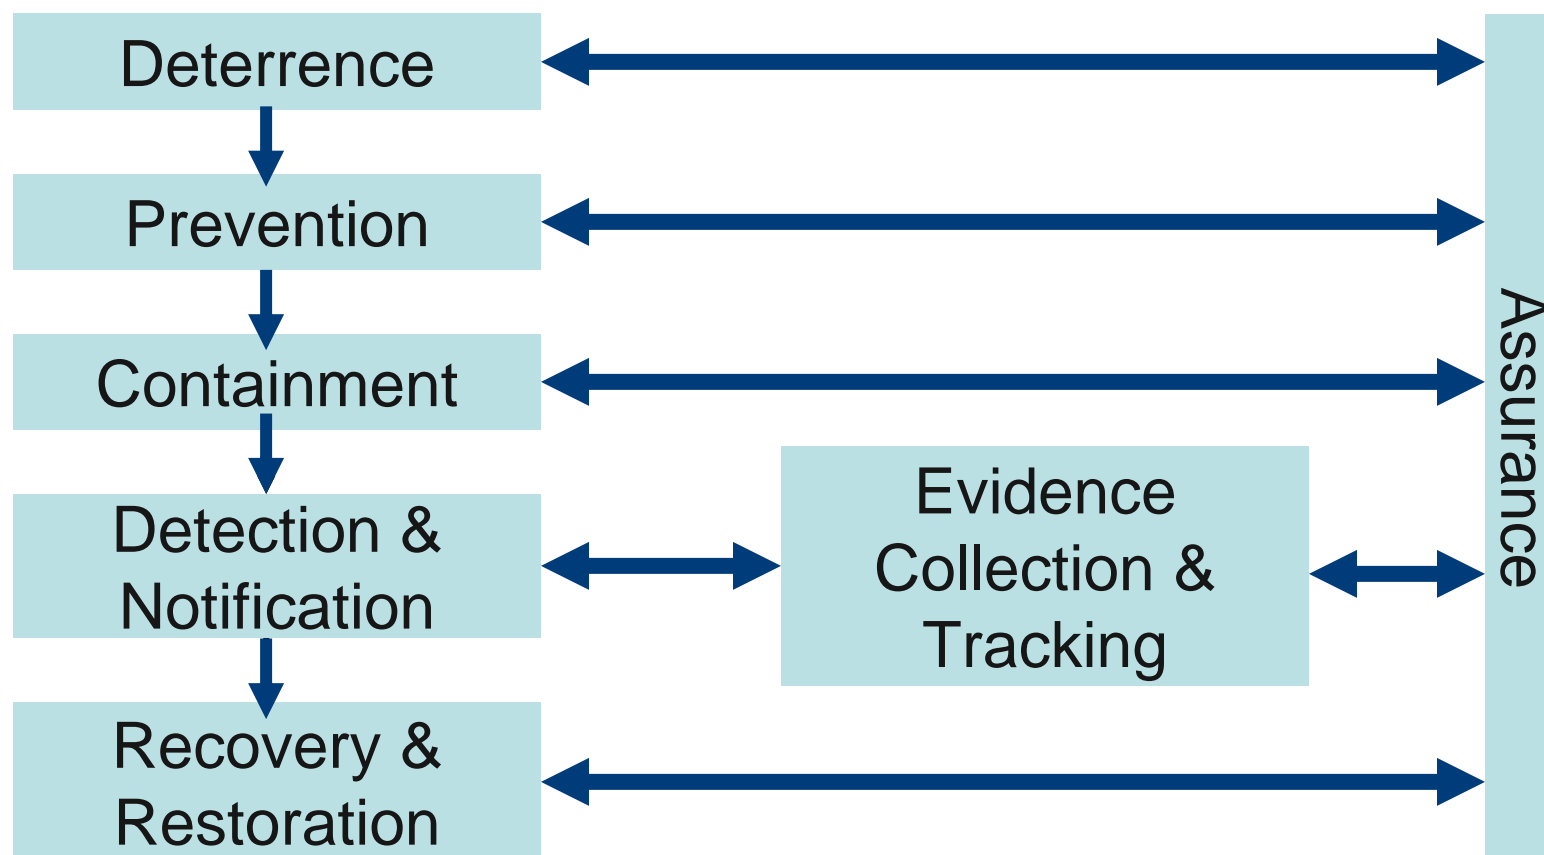 Deterrence
Prevention
Containment
Detection &
Notification
Evidence
Collection &
Tracking
Recovery &
Restoration
Assurance